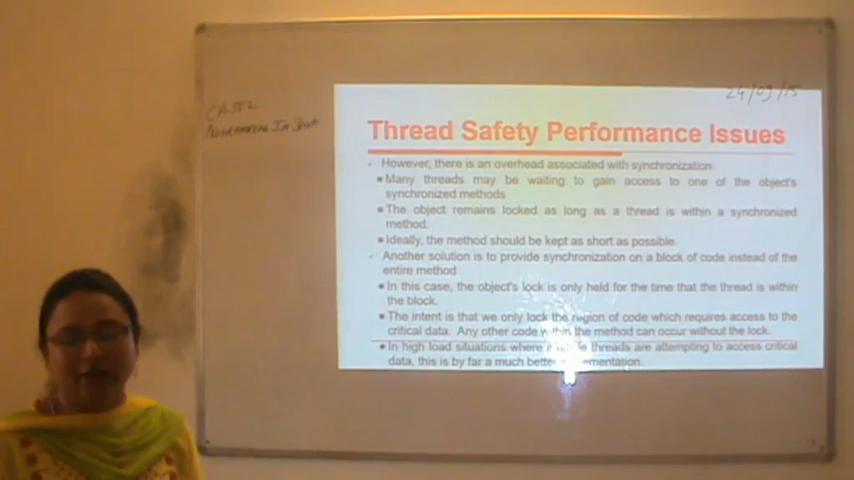 24/09/15
CASE2
Programming In Java
Thread Safety Performance Issues
✓ However, there is an overhead associated with synchronization:
▪ Many threads may be waiting to gain access to one of the object's
synchronized methods
▪ The object remains locked as long as a thread is within a synchronized
method.
▪ Ideally, the method should be kept as short as possible.
✓ Another solution is to provide synchronization on a block of code instead of the
entire method
▪ In this case, the object's lock is only held for the time that the thread is within
the block.
▪ The intent is that we only lock the region of code which requires access to the
critical data. Any other code within the method can occur without the lock.
▪ In high load situations where threads are attempting to access critical
data, this is by far a much better